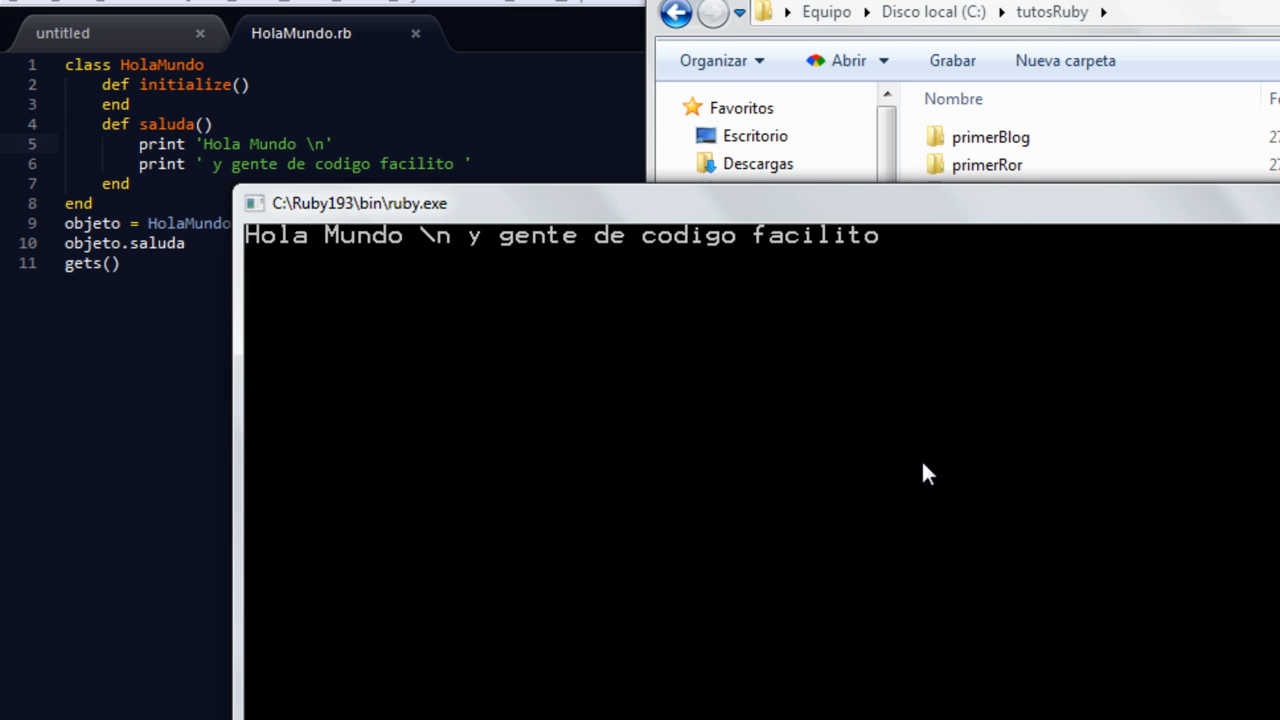 untitled
HolaMundo.rb
1 class HolaMundo
2 def initialize()
3 end
4 def saluda()
5 print 'Hola Mundo \n'
6 print ' y gente de codigo facilito '
7 end
8 end
9 objeto = HolaMundo
10 objeto.saluda
11 gets()
Equipo Disco local (C:) tutosRuby
Organizar Abrir Grabar Nueva carpeta
Favoritos
Escritorio
Descargas
Nombre
primerBlog
primerRor
C:\Ruby193\bin\ruby.exe
Hola Mundo \n y gente de codigo facilito